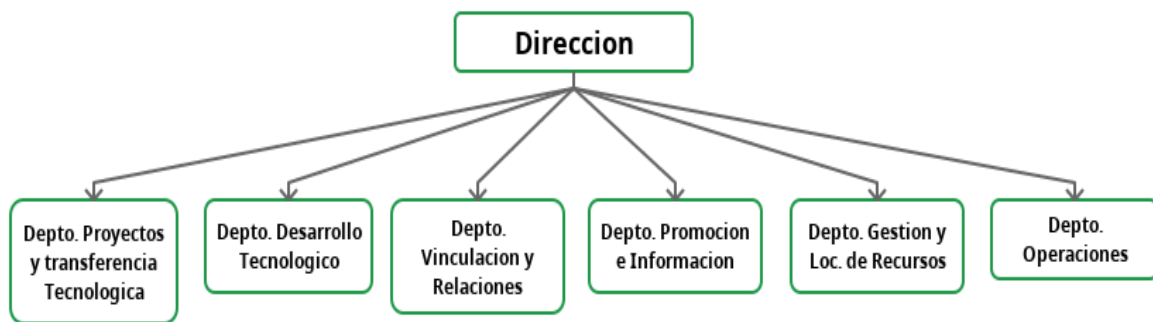 Direccion
Depto. Proyectos
y transferencia
Tecnologica
Depto. Desarrollo
Tecnologico
Depto.
Vinculacion y
Relaciones
Depto. Promocion
e Informacion
Depto. Gestion y
Loc. de Recursos
Depto.
Operaciones